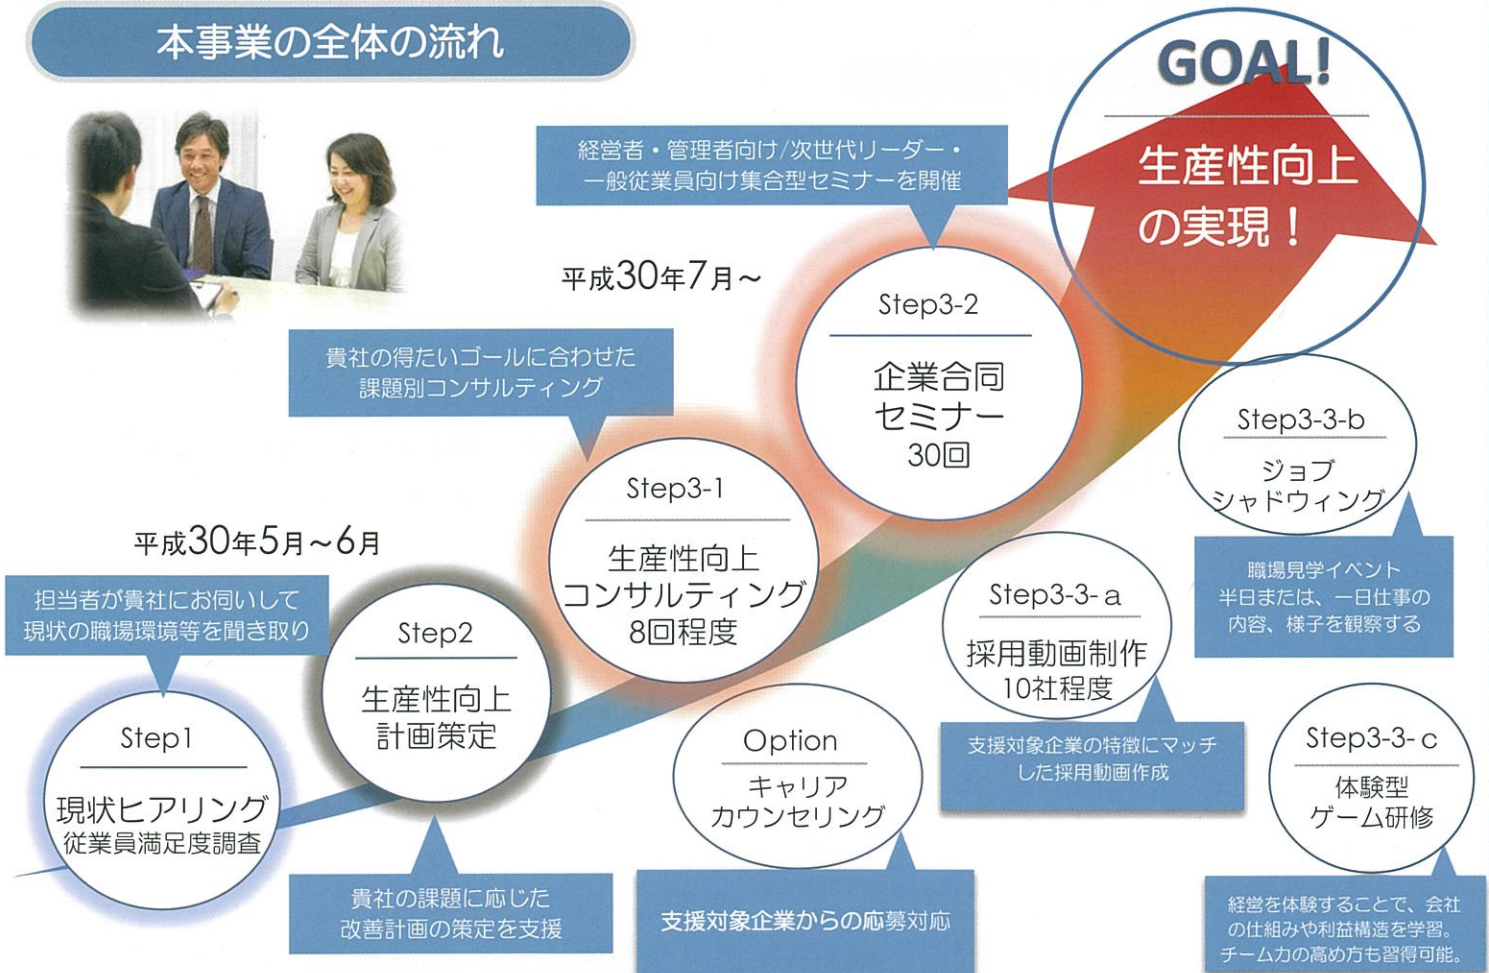 本事業の全体の流れ
GOAL!
生産性向上
の実現！
経営者・管理者向け/次世代リーダー・
一般従業員向け集合型セミナーを開催
平成30年7月～
Step3-2
企業合同
セミナー
30回
貴社の得たいゴールに合わせた
課題別コンサルティング
Step3-1
生産性向上
コンサルティング
8回程度
平成30年5月～6月
担当者が貴社にお伺いして
現状の職場環境等を聞き取り
Step1
現状ヒアリング
従業員満足度調査
Step2
生産性向上
計画策定
貴社の課題に応じた
改善計画の策定を支援
Option
キャリア
カウンセリング
支援対象企業からの応募対応
Step3-3-a
採用動画制作
10社程度
支援対象企業の特徴にマッチ
した採用動画作成
Step3-3-b
ジョブ
シャドウィング
職場見学イベント
半日または、一日仕事の
内容、様子を観察する
Step3-3-c
体験型
ゲーム研修
経営を体験することで、会社
の仕組みや利益構造を学習。
チーム力の高め方も習得可能。